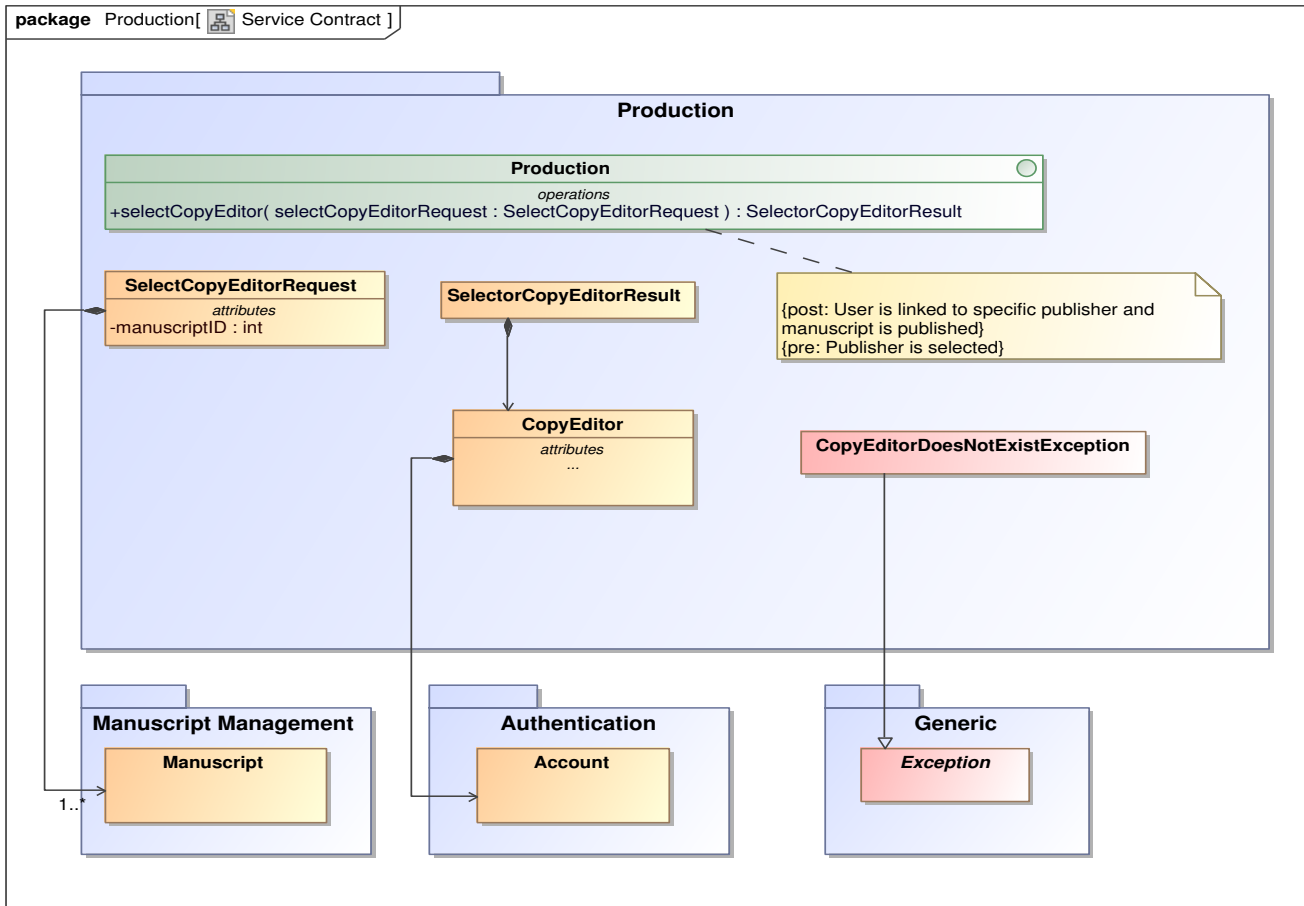 package Production[ Service Contract ]
Production
Production
operations
+selectCopyEditor( selectCopyEditorRequest : SelectCopyEditorRequest ) : SelectorCopyEditorResult
SelectCopyEditorRequest
attributes
-manuscriptID : int
SelectorCopyEditorResult
{post: User is linked to specific publisher and
manuscript is published}
{pre: Publisher is selected}
CopyEditor
attributes
...
CopyEditorDoesNotExistException
Manuscript Management
Manuscript
1..*
Authentication
Account
Generic
Exception